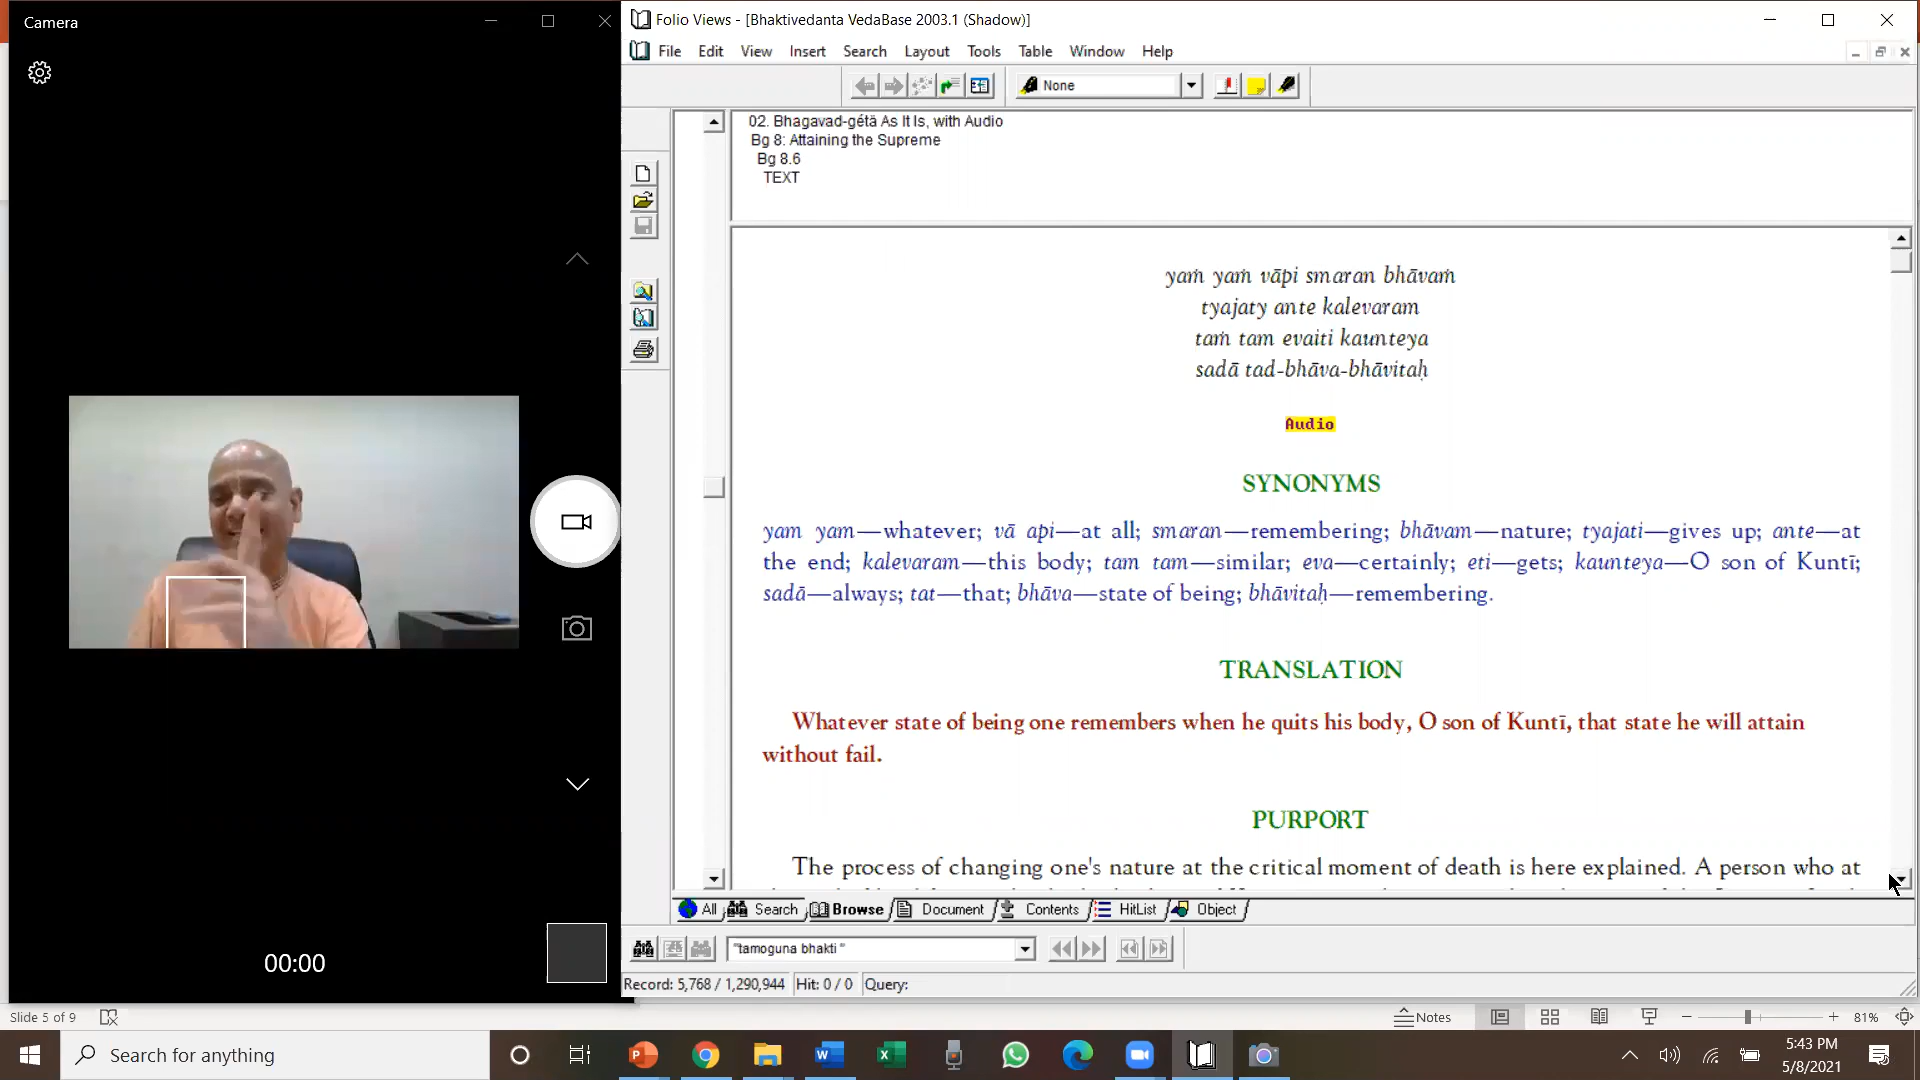 Camera
Folio Views - [Bhaktivedanta VedaBase 2003.1 (Shadow)]
File Edit View Insert Search Layout Tools Table Window Help
None
02. Bhagavad-gétä As It Is, with Audio
Bg 8: Attaining the Supreme
Bg 8.6
TEXT
yaṁ yaṁ vāpi smaran bhāvaṁ
tyajaty ante kalevaram
taṁ tam evaiti kaunteya
sadā tad-bhāva-bhāvitaḥ
Audio
SYNONYMS
yam yam—whatever; vā api—at all; smaran—remembering; bhāvam—nature; tyajati—gives up; ante—at
the end; kalevaram—this body; tam tam—similar; eva—certainly; eti—gets; kaunteya—O son of Kuntī;
sadā—always; tat—that; bhāva—state of being; bhāvitaḥ—remembering.
TRANSLATION
Whatever state of being one remembers when he quits his body, O son of Kuntī, that state he will attain
without fail.
PURPORT
The process of changing one's nature at the critical moment of death is here explained. A person who at
All Search Browse Document Contents HitList Object
"tamoguna bhakti "
00:00
Record: 5,768 / 1,290,944 Hit: 0 / 0 Query:
Slide 5 of 9 Notes 81%
Search for anything
5:43 PM
5/8/2021